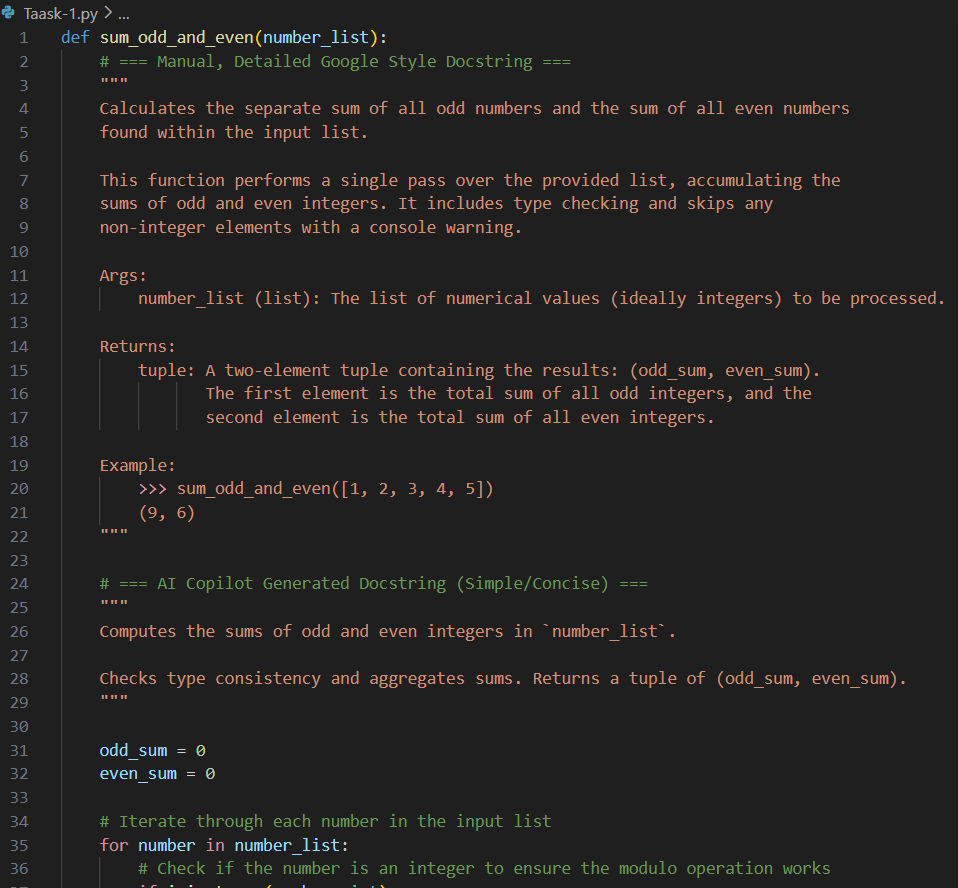 Taask-1.py > ...
1 def sum_odd_and_even(number_list):
2 # === Manual, Detailed Google Style Docstring ===
3 """
4 Calculates the separate sum of all odd numbers and the sum of all even numbers
5 found within the input list.
6
7 This function performs a single pass over the provided list, accumulating the
8 sums of odd and even integers. It includes type checking and skips any
9 non-integer elements with a console warning.
10
11 Args:
12 number_list (list): The list of numerical values (ideally integers) to be processed.
13
14 Returns:
15 tuple: A two-element tuple containing the results: (odd_sum, even_sum).
16 The first element is the total sum of all odd integers, and the
17 second element is the total sum of all even integers.
18
19 Example:
20 >>> sum_odd_and_even([1, 2, 3, 4, 5])
21 (9, 6)
22 """
23
24 # === AI Copilot Generated Docstring (Simple/Concise) ===
25 """
26 Computes the sums of odd and even integers in `number_list`.
27
28 Checks type consistency and aggregates sums. Returns a tuple of (odd_sum, even_sum).
29 """
30
31 odd_sum = 0
32 even_sum = 0
33
34 # Iterate through each number in the input list
35 for number in number_list:
36 # Check if the number is an integer to ensure the modulo operation works